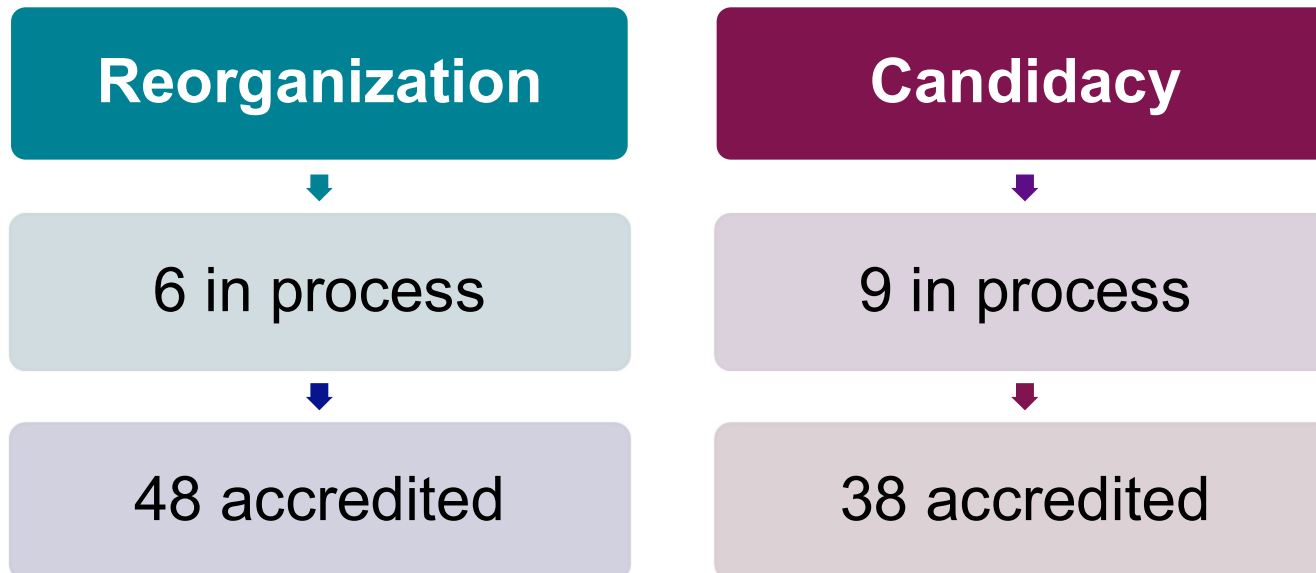 Reorganization
6 in process
48 accredited
Candidacy
9 in process
38 accredited